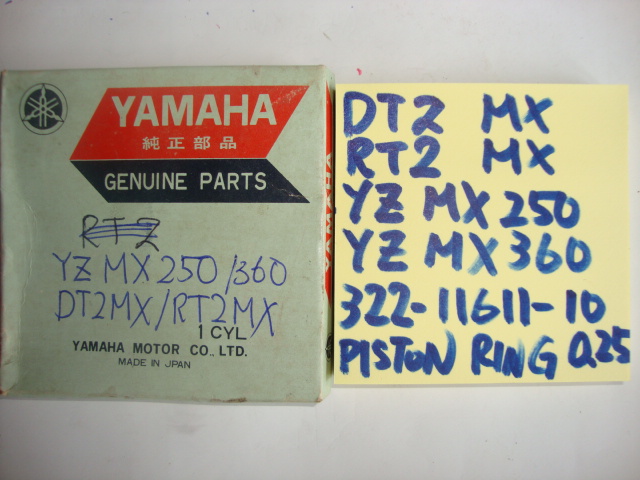 YAMAHA
純正部品
GENUINE PARTS
YAMAHA
RT2
YZ MX 250/360
DT2MX/RT2MX
1 CYL
YAMAHA MOTOR CO., LTD.
MADE IN JAPAN
DT2 MX
RT2 MX
YZ MX 250
YZ MX 360
322-11611-10
PISTON RING 0.25